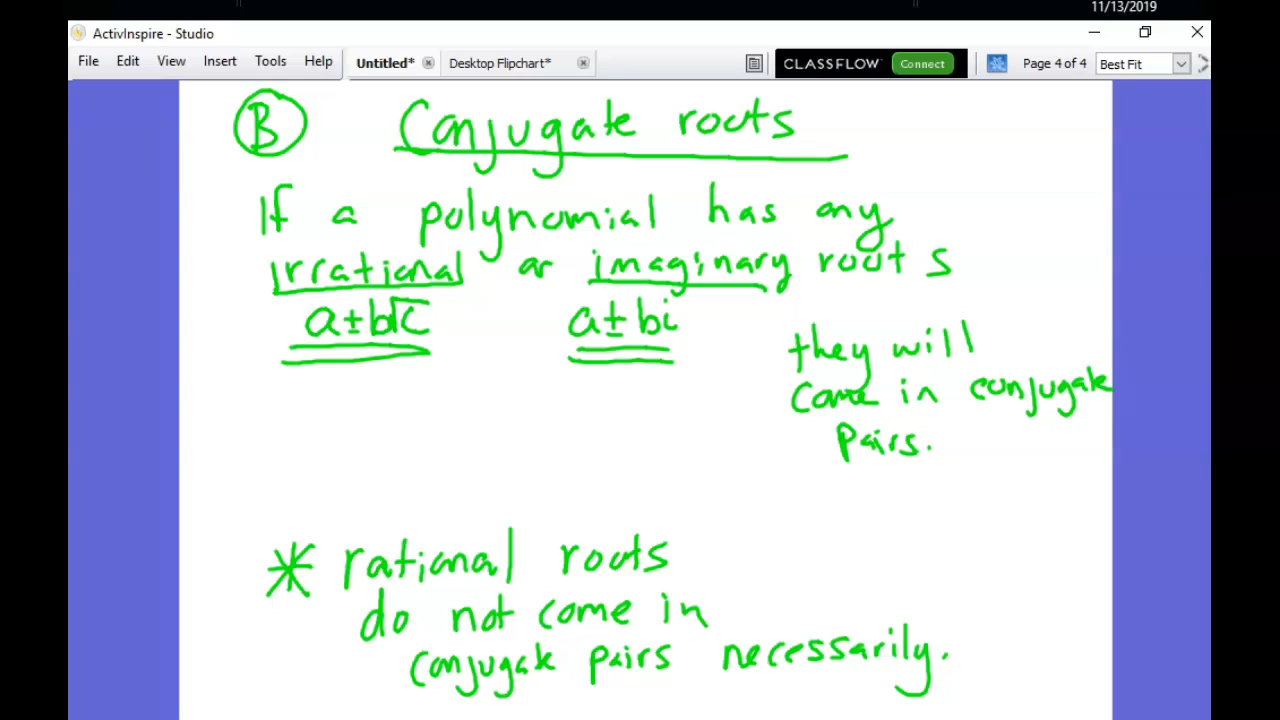 11/13/2019
ActivInspire - Studio
File Edit View Insert Tools Help Untitled* Desktop Flipchart* CLASSFLOW Connect Page 4 of 4 Best Fit
B Conjugate roots
If a polynomial has any
irrational or imaginary roots
a±b√c a±bi
they will
come in conjugate
pairs.
* rational roots
do not come in
conjugate pairs necessarily.